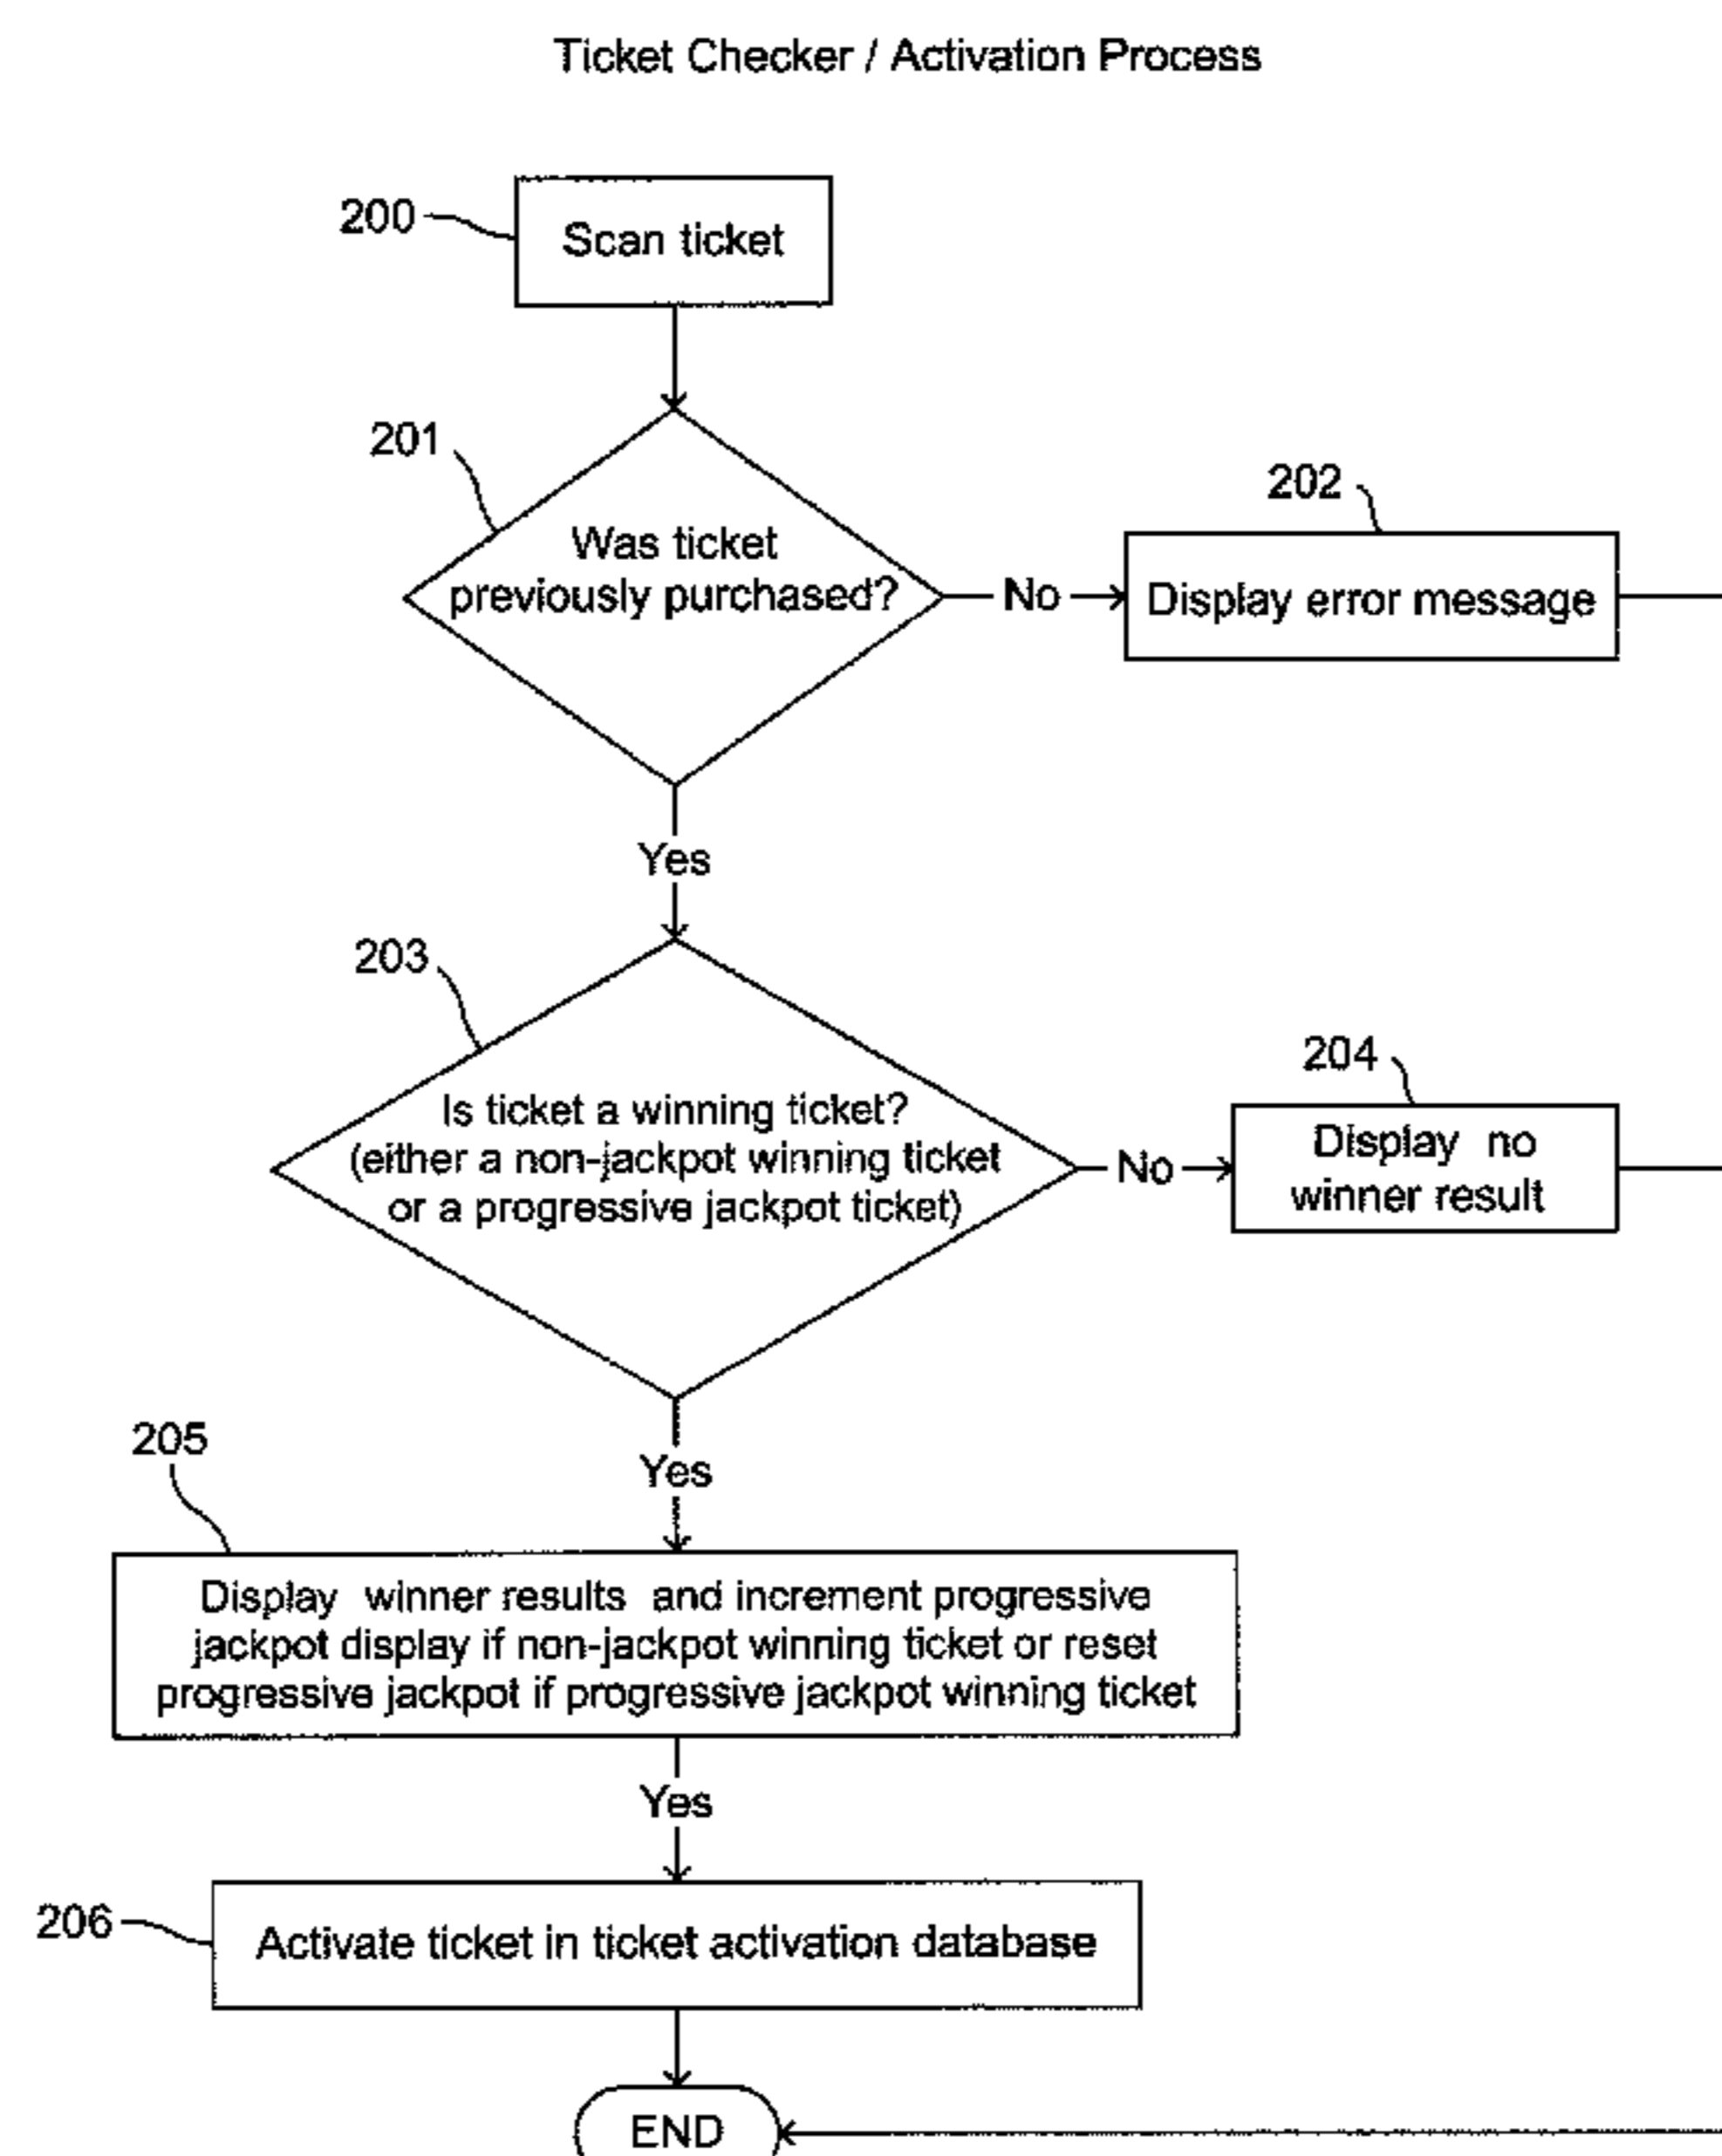 Ticket Checker / Activation Process
200
Scan ticket
201
Was ticket
previously purchased?
No
202
Display error message
Yes
203
Is ticket a winning ticket?
(either a non-jackpot winning ticket
or a progressive jackpot ticket)
No
204
Display no
winner result
Yes
205
Display winner results and increment progressive
jackpot display if non-jackpot winning ticket or reset
progressive jackpot if progressive jackpot winning ticket
Yes
206
Activate ticket in ticket activation database
END